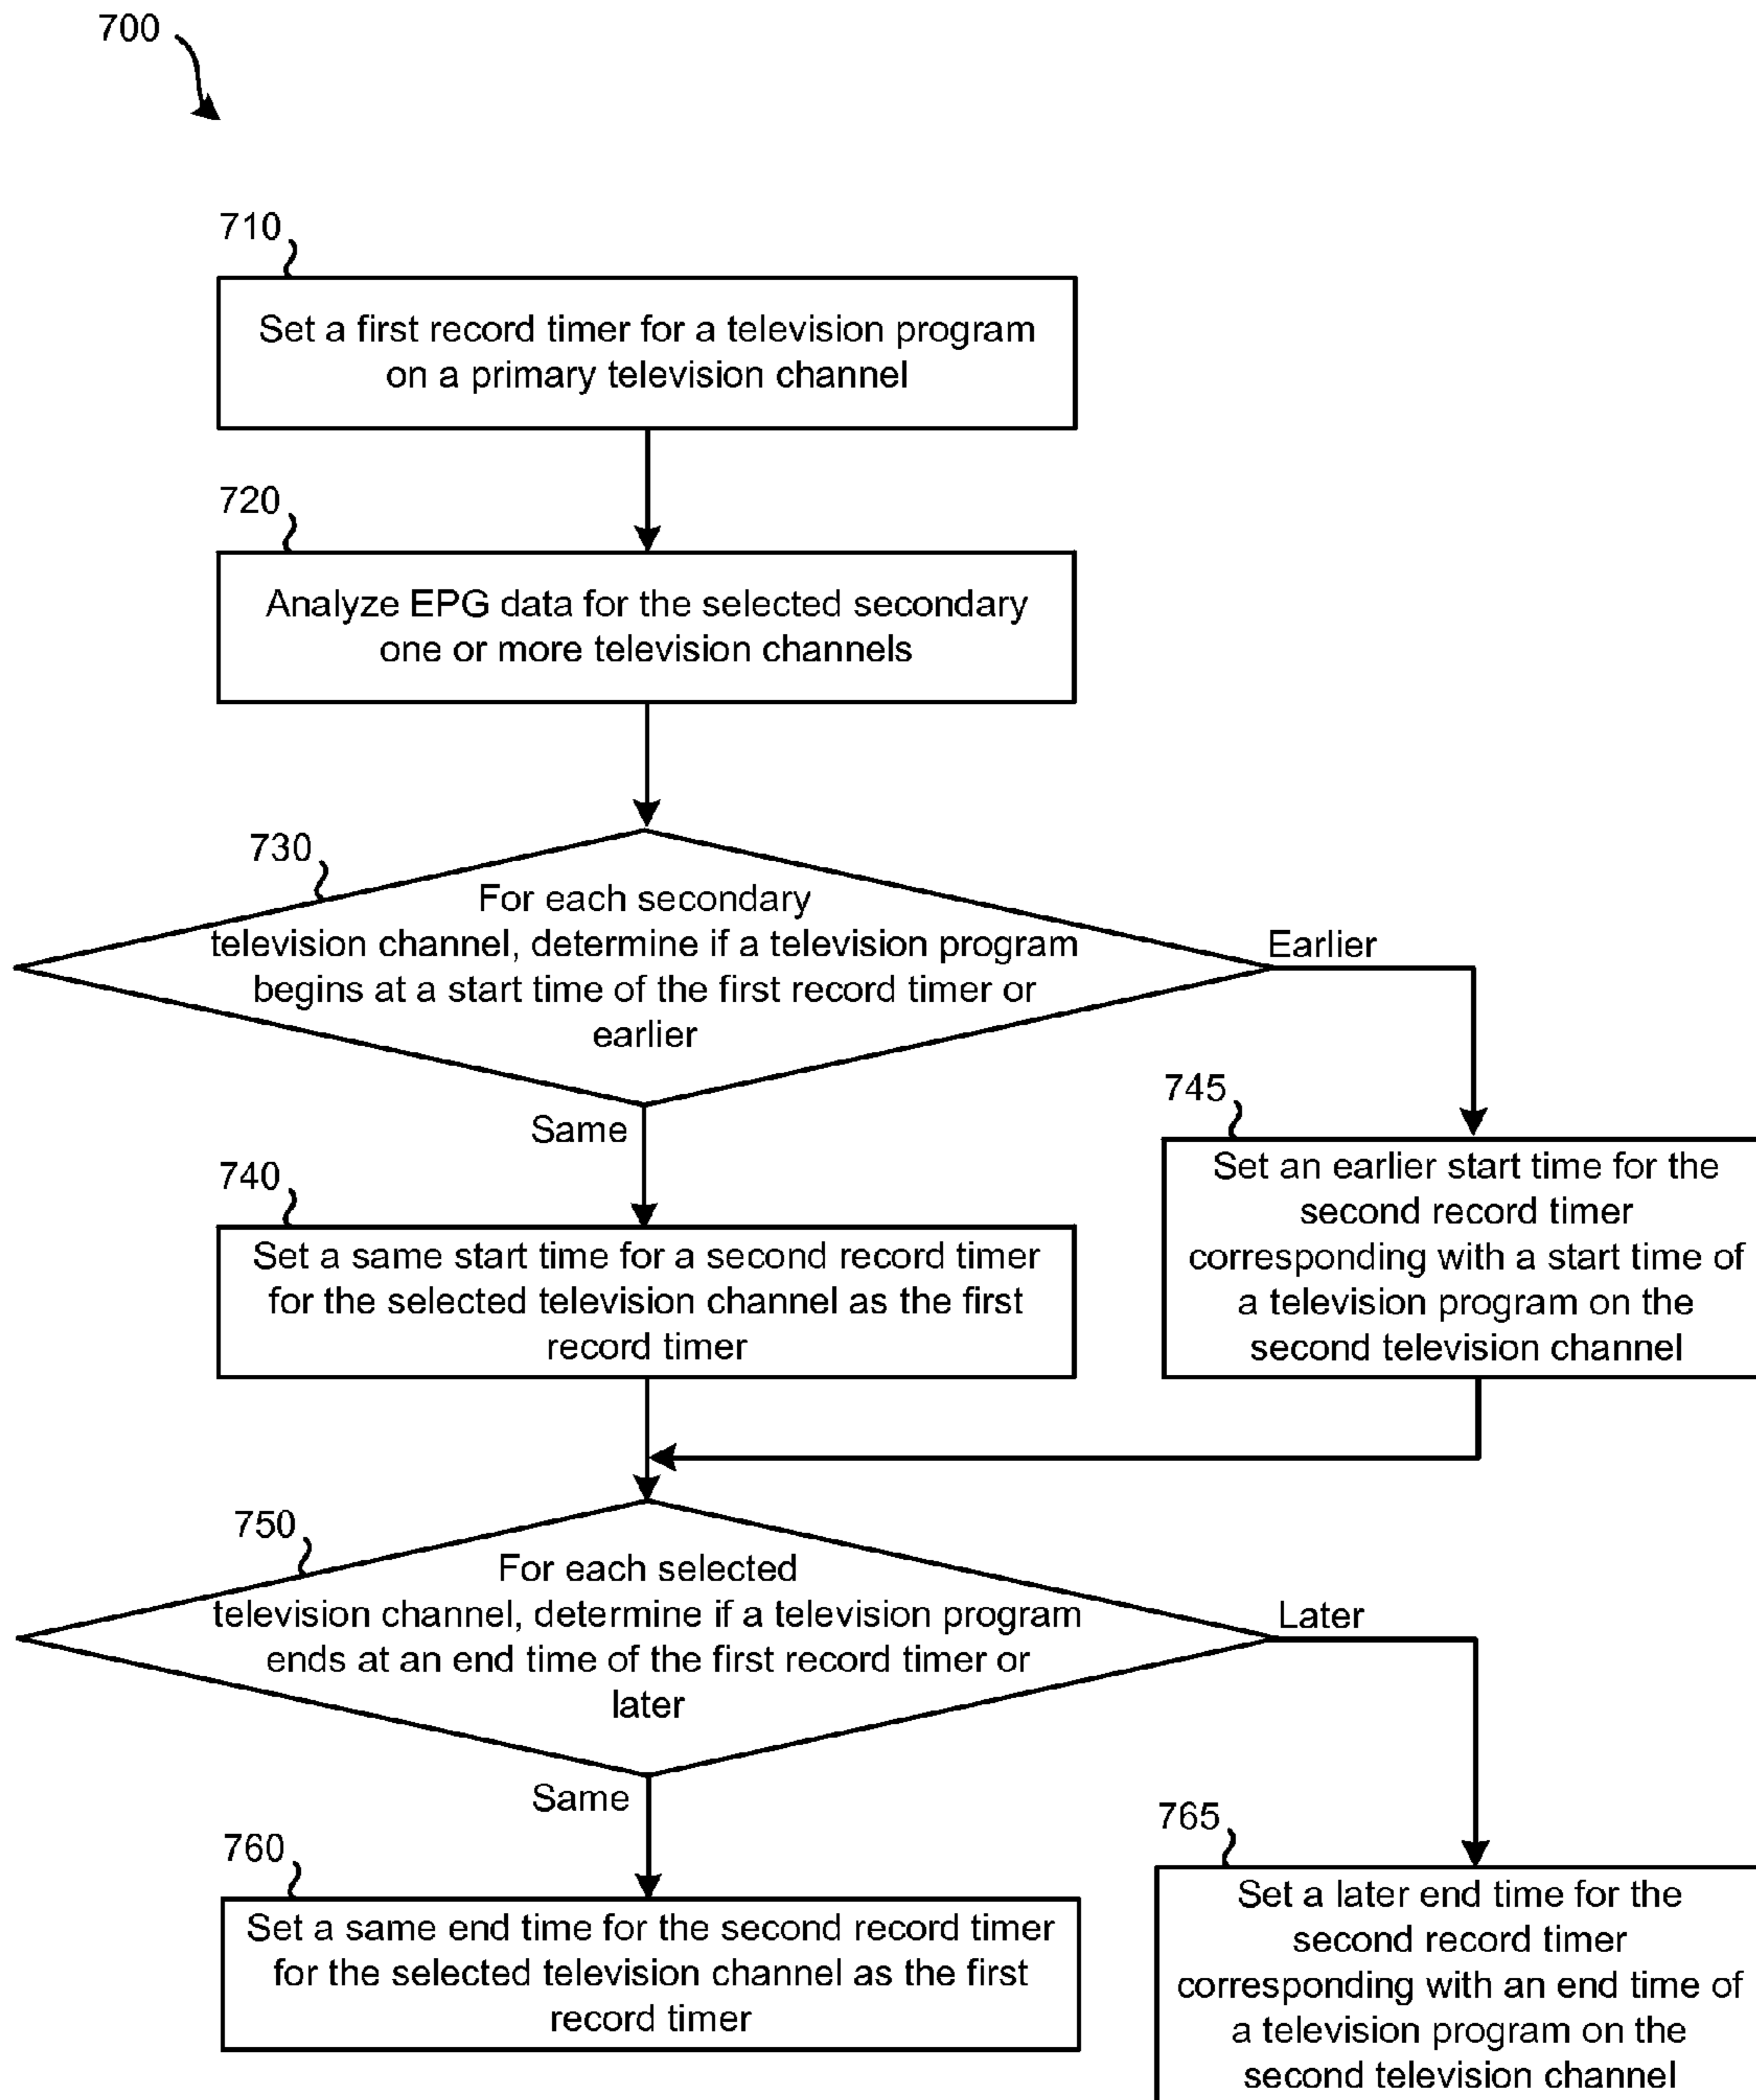 700
710
Set a first record timer for a television program
on a primary television channel
720
Analyze EPG data for the selected secondary
one or more television channels
730
For each secondary
television channel, determine if a television program
begins at a start time of the first record timer or
earlier
Earlier
Same
745
Set an earlier start time for the
second record timer
corresponding with a start time of
a television program on the
second television channel
740
Set a same start time for a second record timer
for the selected television channel as the first
record timer
750
For each selected
television channel, determine if a television program
ends at an end time of the first record timer or
later
Later
Same
760
Set a same end time for the second record timer
for the selected television channel as the first
record timer
765
Set a later end time for the
second record timer
corresponding with an end time of
a television program on the
second television channel